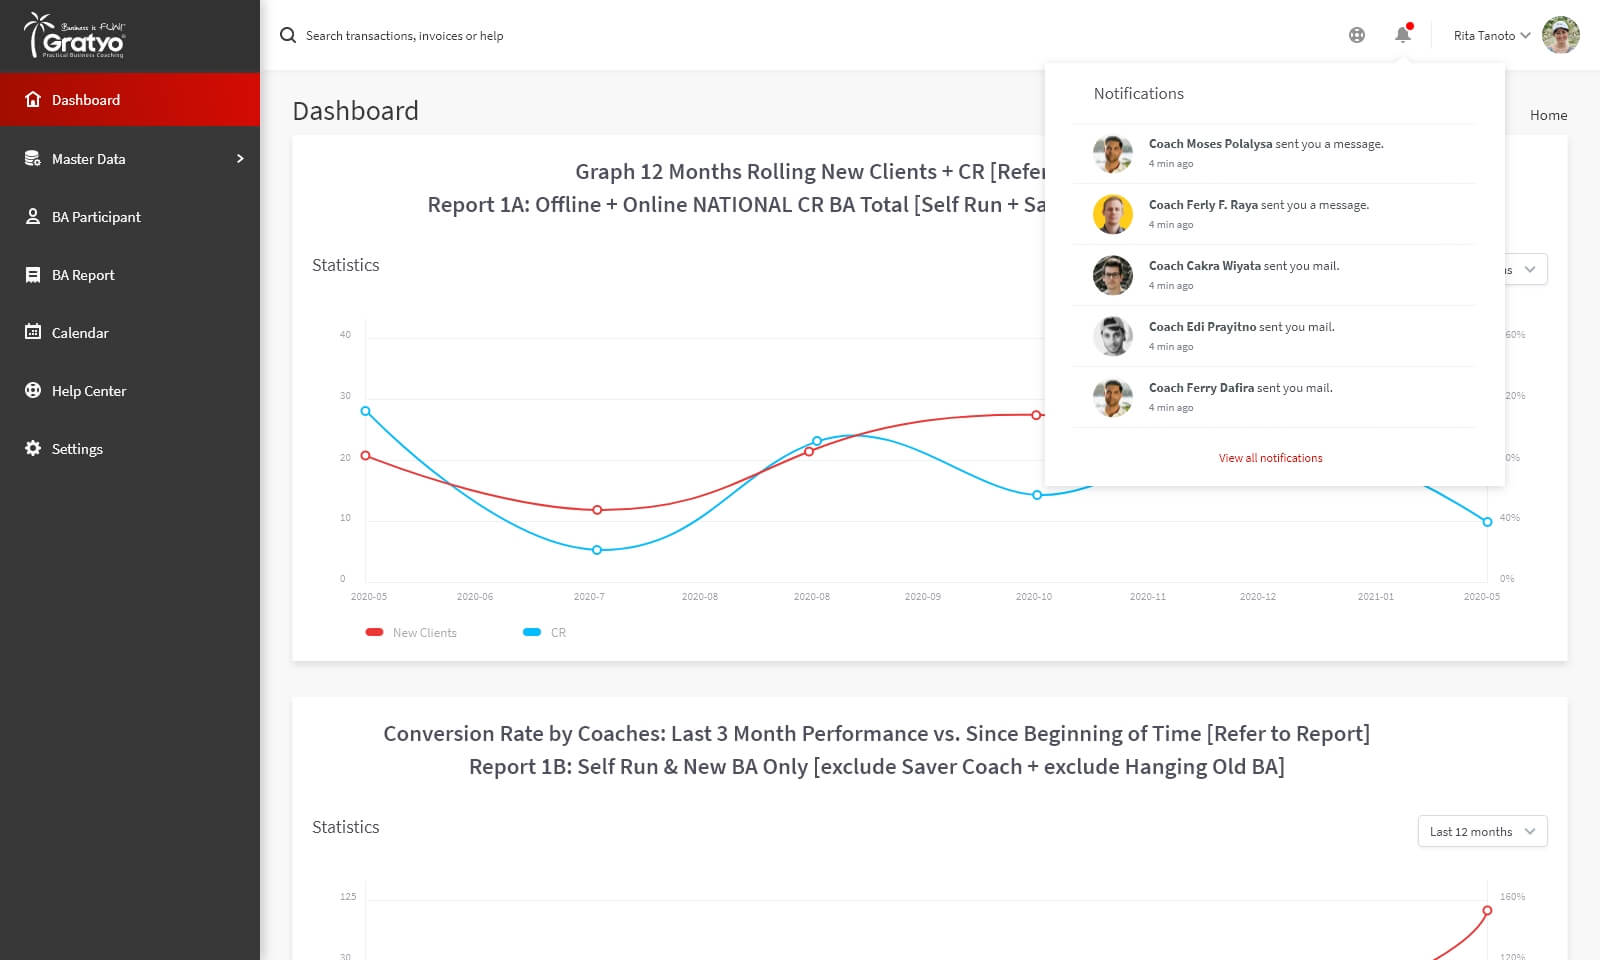 Business is FUN!
Gratyo
Practical Business Coaching
Search transactions, invoices or help
Rita Tanoto
Dashboard
Master Data
BA Participant
BA Report
Calendar
Help Center
Settings
Dashboard
Home
Notifications
Coach Moses Polalysa sent you a message.
4 min ago
Coach Ferly F. Raya sent you a message.
4 min ago
Coach Cakra Wiyata sent you mail.
4 min ago
Coach Edi Prayitno sent you mail.
4 min ago
Coach Ferry Dafira sent you mail.
4 min ago
View all notifications
Graph 12 Months Rolling New Clients + CR [Refer
Report 1A: Offline + Online NATIONAL CR BA Total [Self Run + Sa
Statistics
40
30
20
10
0
60%
20%
0%
40%
0%
2020-05 2020-06 2020-7 2020-08 2020-08 2020-09 2020-10 2020-11 2020-12 2021-01 2020-05
New Clients CR
Conversion Rate by Coaches: Last 3 Month Performance vs. Since Beginning of Time [Refer to Report]
Report 1B: Self Run & New BA Only [exclude Saver Coach + exclude Hanging Old BA]
Statistics
Last 12 months
125
160%
30
120%